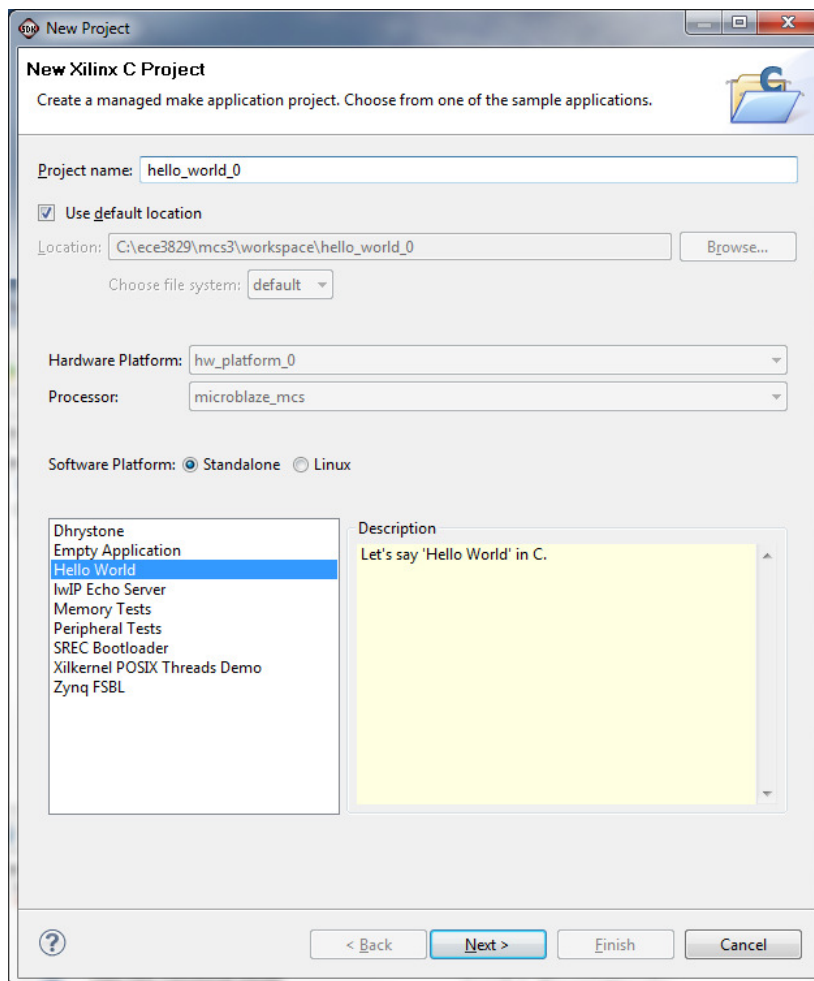 SDK New Project
New Xilinx C Project
Create a managed make application project. Choose from one of the sample applications.
C
Project name: hello_world_0
Use default location
Location: C:\ece3829\mcs3\workspace\hello_world_0 Browse...
Choose file system: default
Hardware Platform: hw_platform_0
Processor: microblaze_mcs
Software Platform: Standalone Linux
Dhrystone
Empty Application
Hello World
lwIP Echo Server
Memory Tests
Peripheral Tests
SREC Bootloader
Xilkernel POSIX Threads Demo
Zynq FSBL
Description
Let's say 'Hello World' in C.
? < Back Next > Finish Cancel